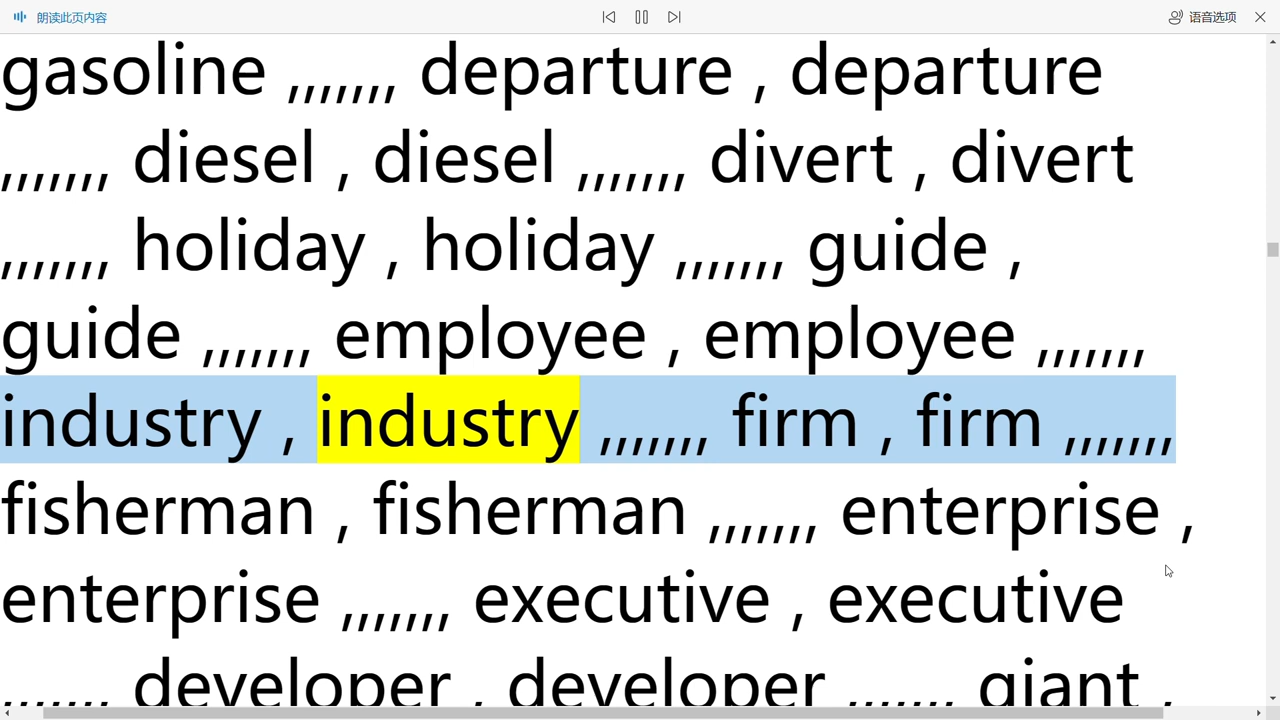 朗读此页内容
语音选项
gasoline ,,,,,,, departure , departure
,,,,,,, diesel , diesel ,,,,,,, divert , divert
,,,,,,, holiday , holiday ,,,,,,, guide ,
guide ,,,,,,, employee , employee ,,,,,,,
industry , industry ,,,,,,, firm , firm ,,,,,,,
fisherman , fisherman ,,,,,,, enterprise ,
enterprise ,,,,,,, executive , executive
,,,,,,, developer , developer ,,,,,,, giant ,